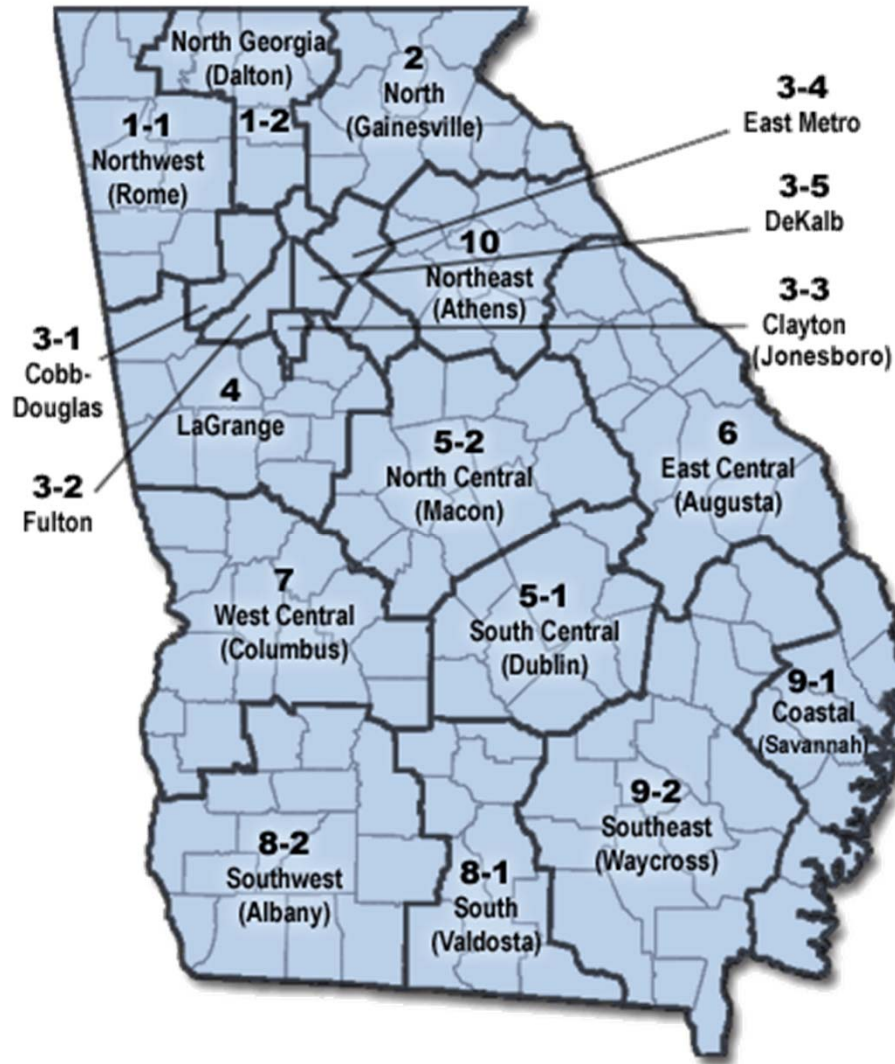 North Georgia
(Dalton)
1-2
2
North
(Gainesville)
1-1
Northwest
(Rome)
3-4
East Metro
3-5
DeKalb
10
Northeast
(Athens)
3-3
Clayton
(Jonesboro)
3-1
Cobb-
Douglas
4
LaGrange
3-2
Fulton
5-2
North Central
(Macon)
6
East Central
(Augusta)
7
West Central
(Columbus)
5-1
South Central
(Dublin)
9-1
Coastal
(Savannah)
9-2
Southeast
(Waycross)
8-2
Southwest
(Albany)
8-1
South
(Valdosta)